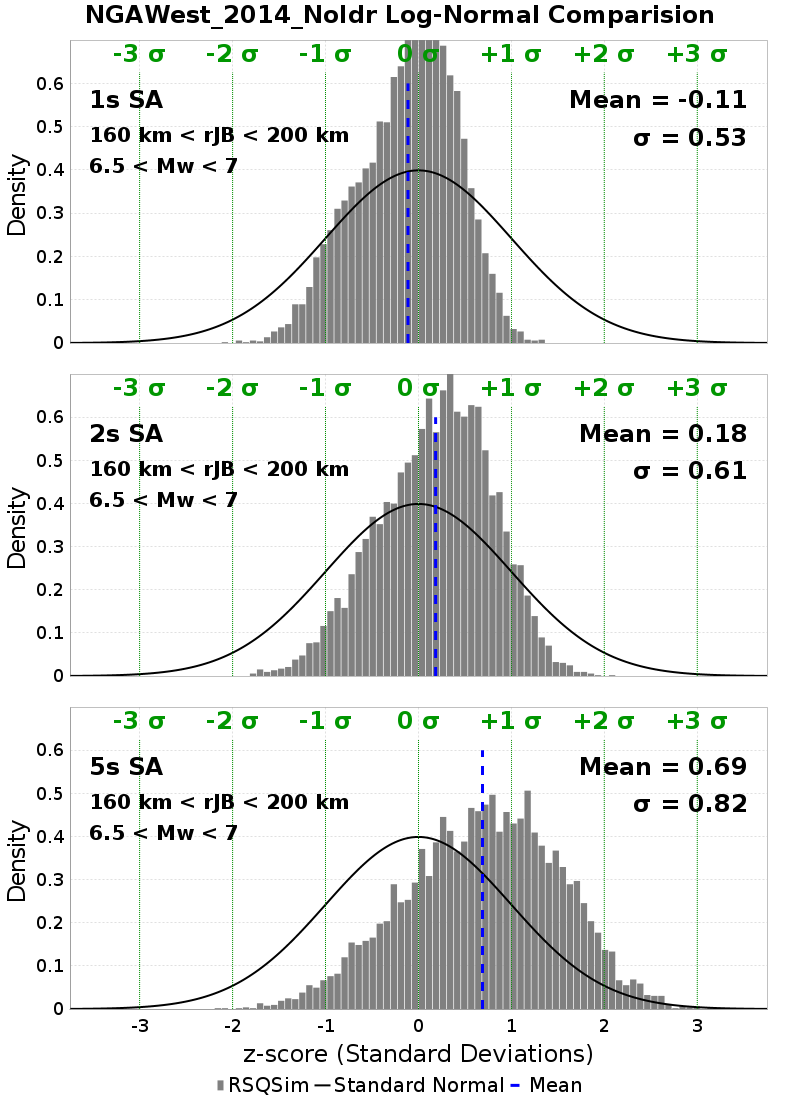 NGAWest_2014_NoIdr Log-Normal Comparision
-3 σ -2 σ -1 σ 0 σ +1 σ +2 σ +3 σ
0.6
0.5
0.4
0.3
0.2
0.1
0
Density
1s SA
160 km < rJB < 200 km
6.5 < Mw < 7
Mean = -0.11
σ = 0.53
-3 σ -2 σ -1 σ 0 σ +1 σ +2 σ +3 σ
0.6
0.5
0.4
0.3
0.2
0.1
0
Density
2s SA
160 km < rJB < 200 km
6.5 < Mw < 7
Mean = 0.18
σ = 0.61
-3 σ -2 σ -1 σ 0 σ +1 σ +2 σ +3 σ
0.6
0.5
0.4
0.3
0.2
0.1
0
Density
5s SA
160 km < rJB < 200 km
6.5 < Mw < 7
Mean = 0.69
σ = 0.82
-3 -2 -1 0 1 2 3
z-score (Standard Deviations)
RSQSim Standard Normal Mean